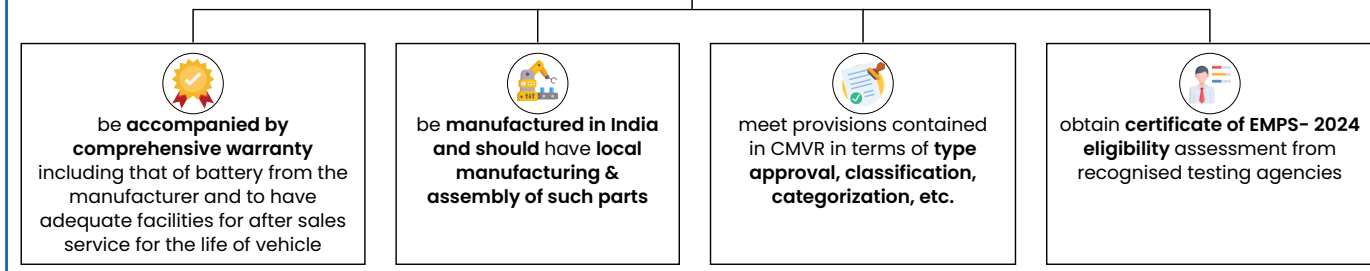 be accompanied by
comprehensive warranty
including that of battery from the
manufacturer and to have
adequate facilities for after sales
service for the life of vehicle
be manufactured in India
and should have local
manufacturing &
assembly of such parts
meet provisions contained
in CMVR in terms of type
approval, classification,
categorization, etc.
obtain certificate of EMPS- 2024
eligibility assessment from
recognised testing agencies